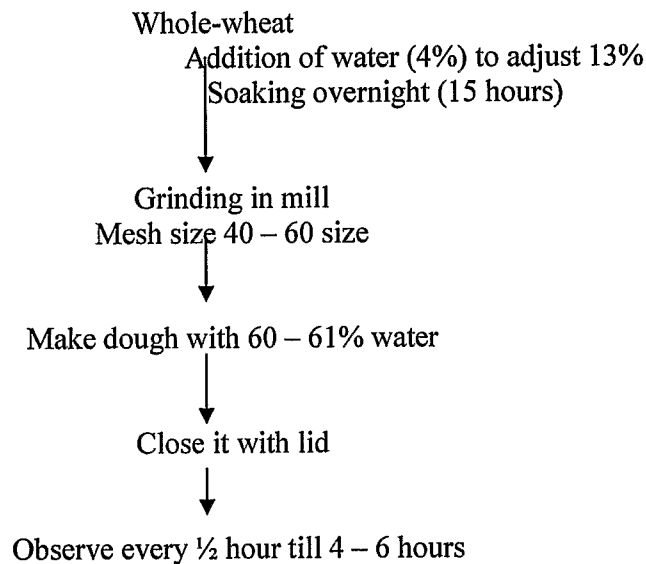 Whole-wheat
Addition of water (4%) to adjust 13%
Soaking overnight (15 hours)
Grinding in mill
Mesh size 40 – 60 size
Make dough with 60 – 61% water
Close it with lid
Observe every ½ hour till 4 – 6 hours